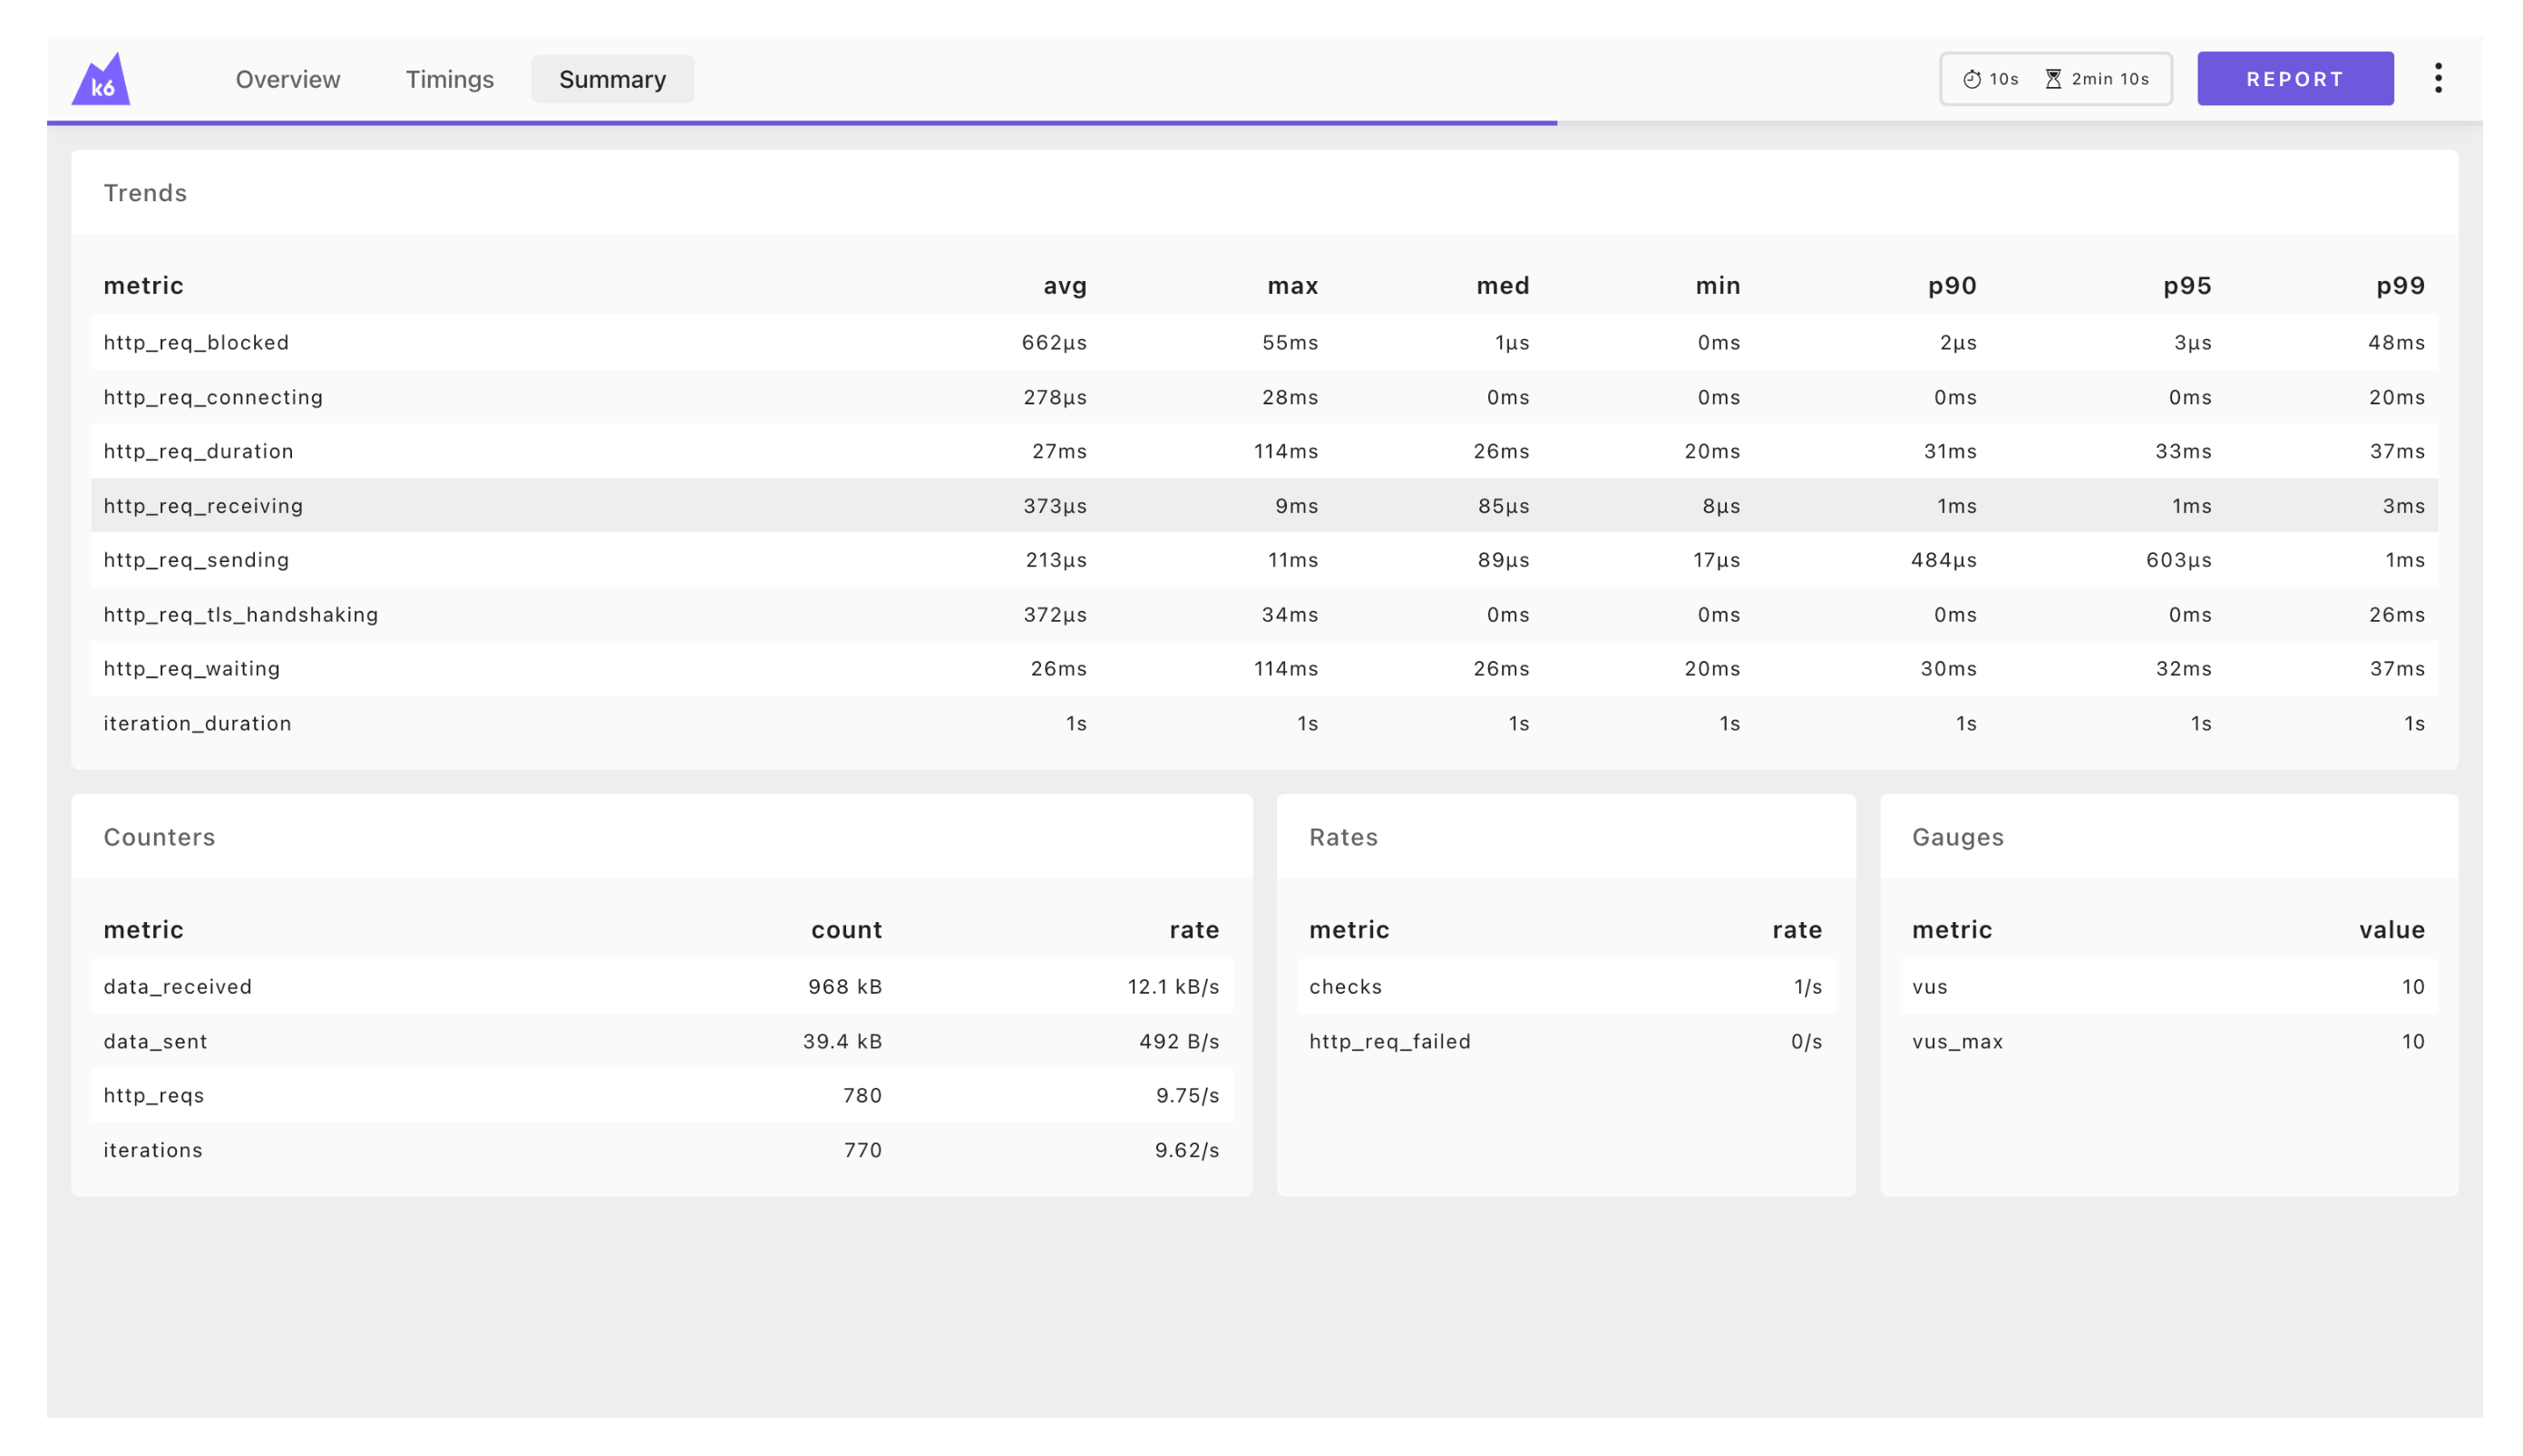 k6 Overview Timings Summary 10s 2min 10s REPORT
Trends
metric avg max med min p90 p95 p99
http_req_blocked 662µs 55ms 1µs 0ms 2µs 3µs 48ms
http_req_connecting 278µs 28ms 0ms 0ms 0ms 0ms 20ms
http_req_duration 27ms 114ms 26ms 20ms 31ms 33ms 37ms
http_req_receiving 373µs 9ms 85µs 8µs 1ms 1ms 3ms
http_req_sending 213µs 11ms 89µs 17µs 484µs 603µs 1ms
http_req_tls_handshaking 372µs 34ms 0ms 0ms 0ms 0ms 26ms
http_req_waiting 26ms 114ms 26ms 20ms 30ms 32ms 37ms
iteration_duration 1s 1s 1s 1s 1s 1s 1s
Counters
metric count rate
data_received 968 kB 12.1 kB/s
data_sent 39.4 kB 492 B/s
http_reqs 780 9.75/s
iterations 770 9.62/s
Rates
metric rate
checks 1/s
http_req_failed 0/s
Gauges
metric value
vus 10
vus_max 10